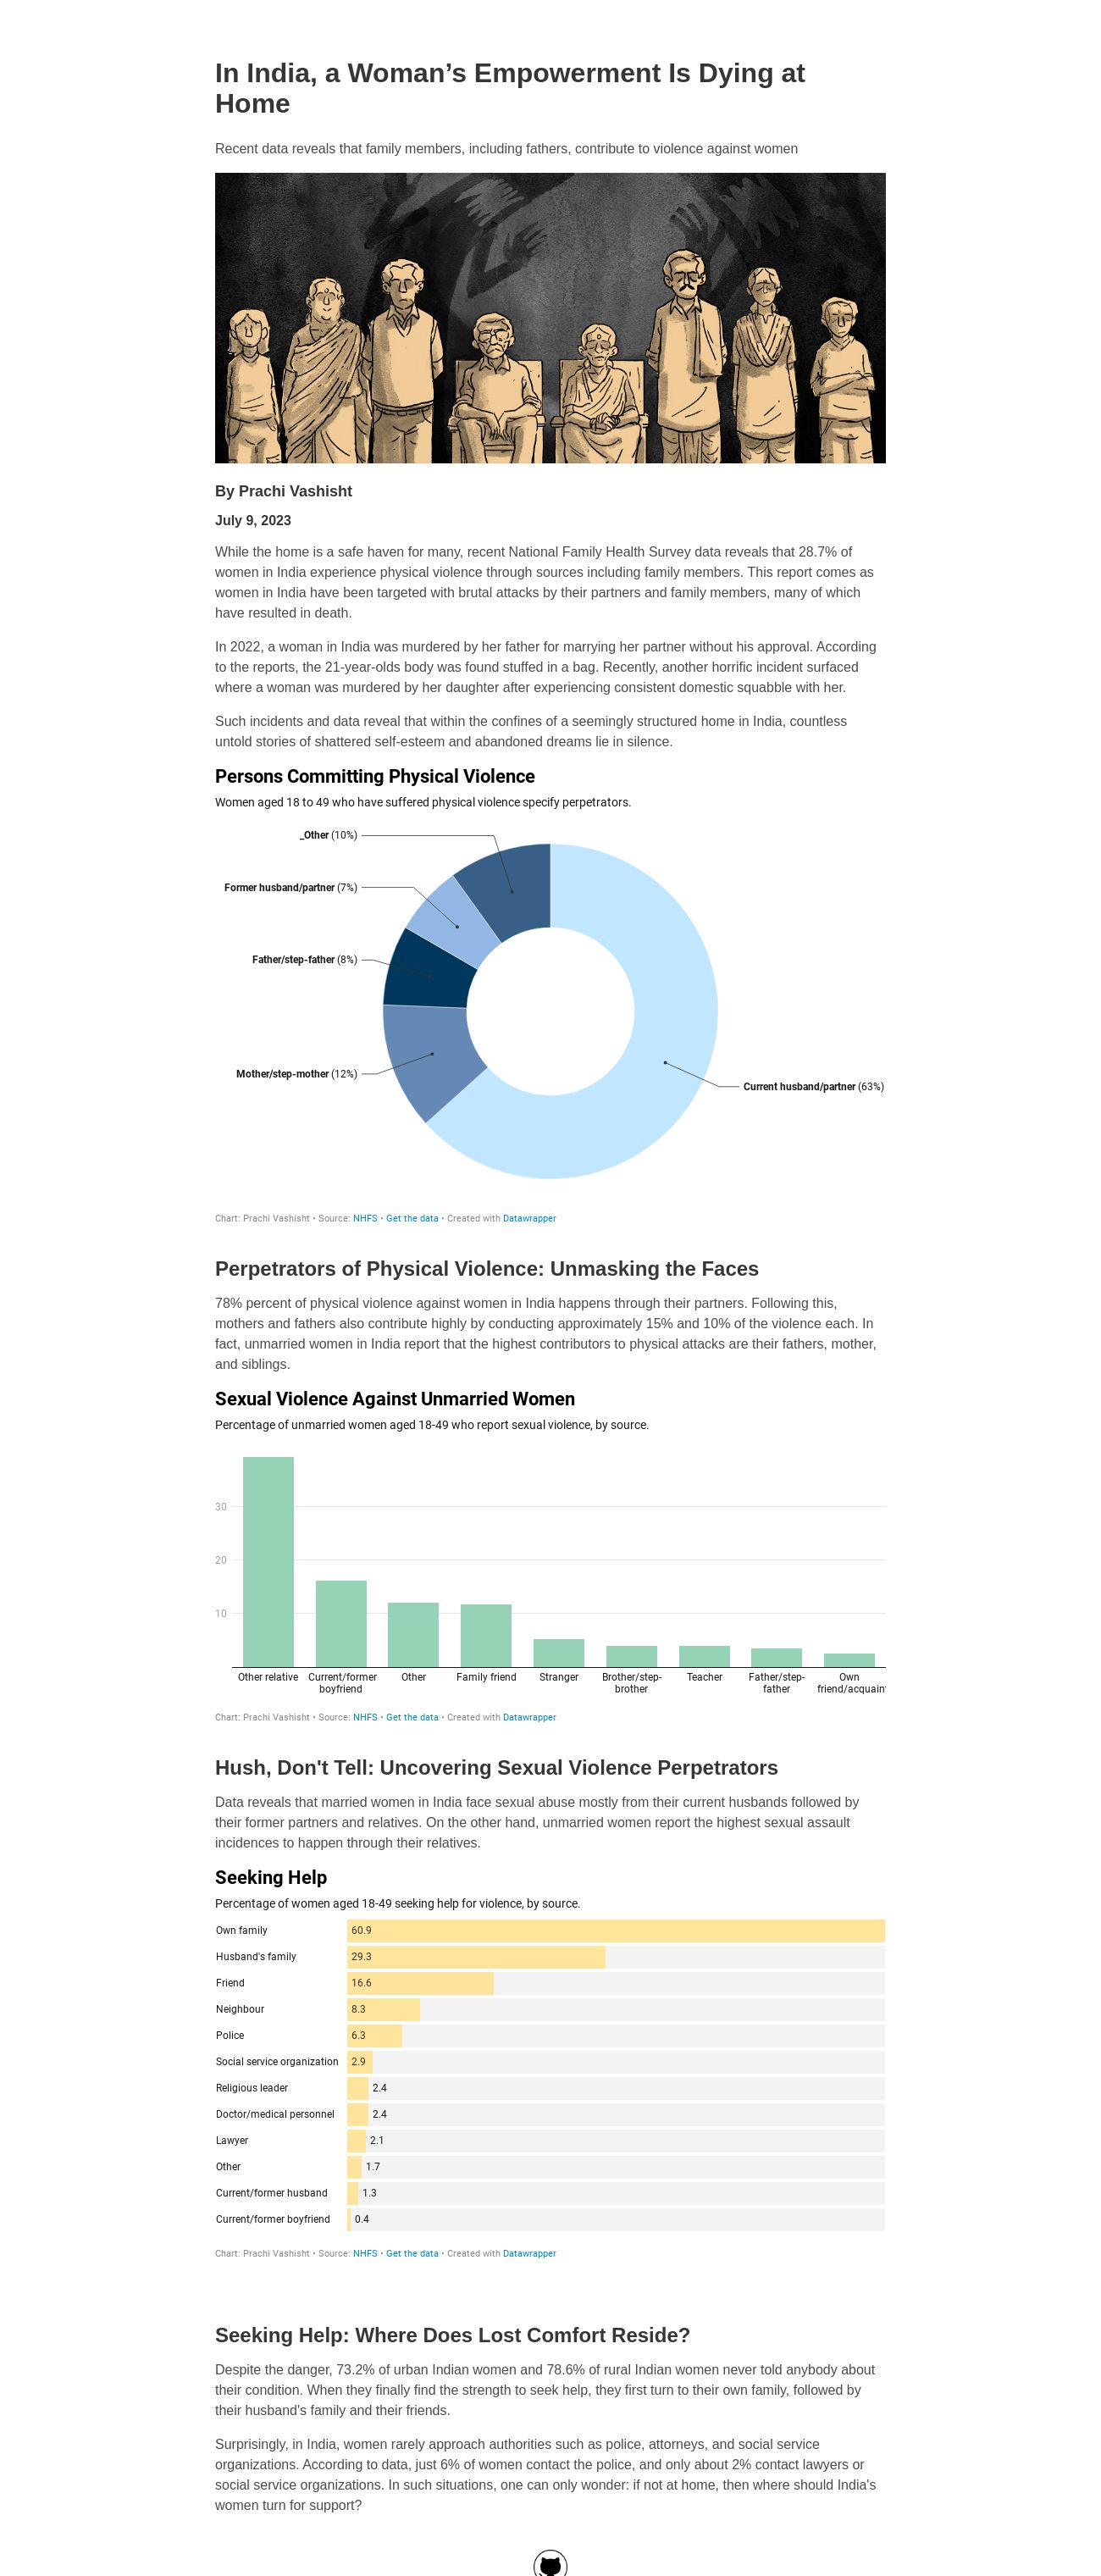 In India, a Woman’s Empowerment Is Dying at
Home
Recent data reveals that family members, including fathers, contribute to violence against women
By Prachi Vashisht
July 9, 2023
While the home is a safe haven for many, recent National Family Health Survey data reveals that 28.7% of
women in India experience physical violence through sources including family members. This report comes as
women in India have been targeted with brutal attacks by their partners and family members, many of which
have resulted in death.
In 2022, a woman in India was murdered by her father for marrying her partner without his approval. According
to the reports, the 21-year-olds body was found stuffed in a bag. Recently, another horrific incident surfaced
where a woman was murdered by her daughter after experiencing consistent domestic squabble with her.
Such incidents and data reveal that within the confines of a seemingly structured home in India, countless
untold stories of shattered self-esteem and abandoned dreams lie in silence.
Persons Committing Physical Violence
Women aged 18 to 49 who have suffered physical violence specify perpetrators.
_Other (10%)
Former husband/partner (7%)
Father/step-father (8%)
Mother/step-mother (12%)
Current husband/partner (63%)
Chart: Prachi Vashisht • Source: NHFS • Get the data • Created with Datawrapper
Perpetrators of Physical Violence: Unmasking the Faces
78% percent of physical violence against women in India happens through their partners. Following this,
mothers and fathers also contribute highly by conducting approximately 15% and 10% of the violence each. In
fact, unmarried women in India report that the highest contributors to physical attacks are their fathers, mother,
and siblings.
Sexual Violence Against Unmarried Women
Percentage of unmarried women aged 18-49 who report sexual violence, by source.
30
20
10
Other relative
Current/former
boyfriend
Other
Family friend
Stranger
Brother/step-
brother
Teacher
Father/step-
father
Own
friend/acquain
Chart: Prachi Vashisht • Source: NHFS • Get the data • Created with Datawrapper
Hush, Don't Tell: Uncovering Sexual Violence Perpetrators
Data reveals that married women in India face sexual abuse mostly from their current husbands followed by
their former partners and relatives. On the other hand, unmarried women report the highest sexual assault
incidences to happen through their relatives.
Seeking Help
Percentage of women aged 18-49 seeking help for violence, by source.
Own family 60.9
Husband's family 29.3
Friend 16.6
Neighbour 8.3
Police 6.3
Social service organization 2.9
Religious leader 2.4
Doctor/medical personnel 2.4
Lawyer 2.1
Other 1.7
Current/former husband 1.3
Current/former boyfriend 0.4
Chart: Prachi Vashisht • Source: NHFS • Get the data • Created with Datawrapper
Seeking Help: Where Does Lost Comfort Reside?
Despite the danger, 73.2% of urban Indian women and 78.6% of rural Indian women never told anybody about
their condition. When they finally find the strength to seek help, they first turn to their own family, followed by
their husband's family and their friends.
Surprisingly, in India, women rarely approach authorities such as police, attorneys, and social service
organizations. According to data, just 6% of women contact the police, and only about 2% contact lawyers or
social service organizations. In such situations, one can only wonder: if not at home, then where should India's
women turn for support?